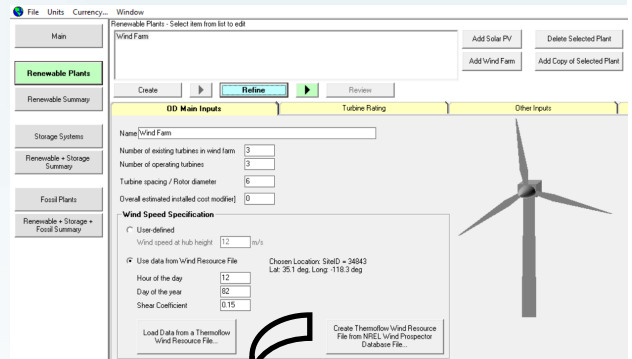 File Units Currency... Window
Renewable Plants - Select item from list to edit
Main
Wind Farm
Add Solar PV
Delete Selected Plant
Add Wind Farm
Add Copy of Selected Plant
Renewable Plants
Create
Refine
Review
Renewable Summary
OD Main Inputs
Turbine Rating
Other Inputs
Name Wind Farm
Storage Systems
Number of existing turbines in wind farm 3
Number of operating turbines 3
Renewable + Storage
Summary
Turbine spacing / Rotor diameter 6
Fossil Plants
Overall estimated installed cost modifier] 0
Renewable + Storage +
Fossil Summary
Wind Speed Specification
User-defined
Wind speed at hub height 12 m/s
Use data from Wind Resource File
Chosen Location: SiteID = 34843
Lat: 35.1 deg, Long: -118.3 deg
Hour of the day 12
Day of the year 82
Shear Coefficient 0.15
Load Data from a Thermoflow
Wind Resource File...
Create Thermoflow Wind Resource
File from NREL Wind Prospector
Database File...